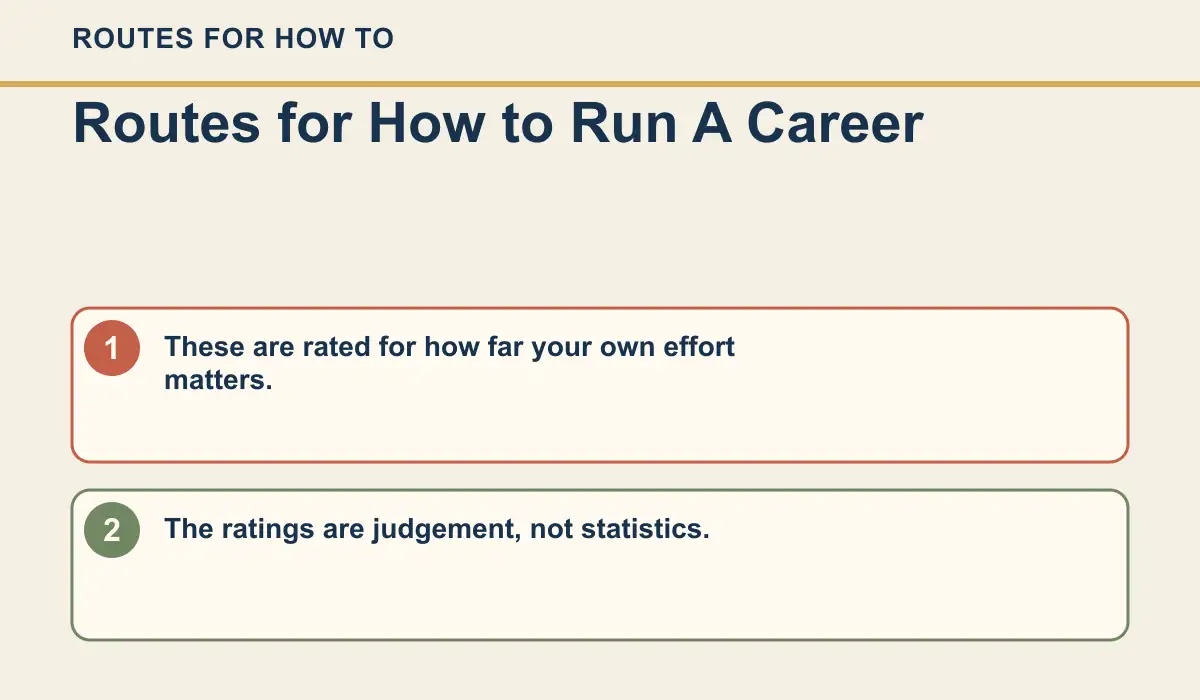 ROUTES FOR HOW TO
Routes for How to Run A Career
1
These are rated for how far your own effort
matters.
2
The ratings are judgement, not statistics.